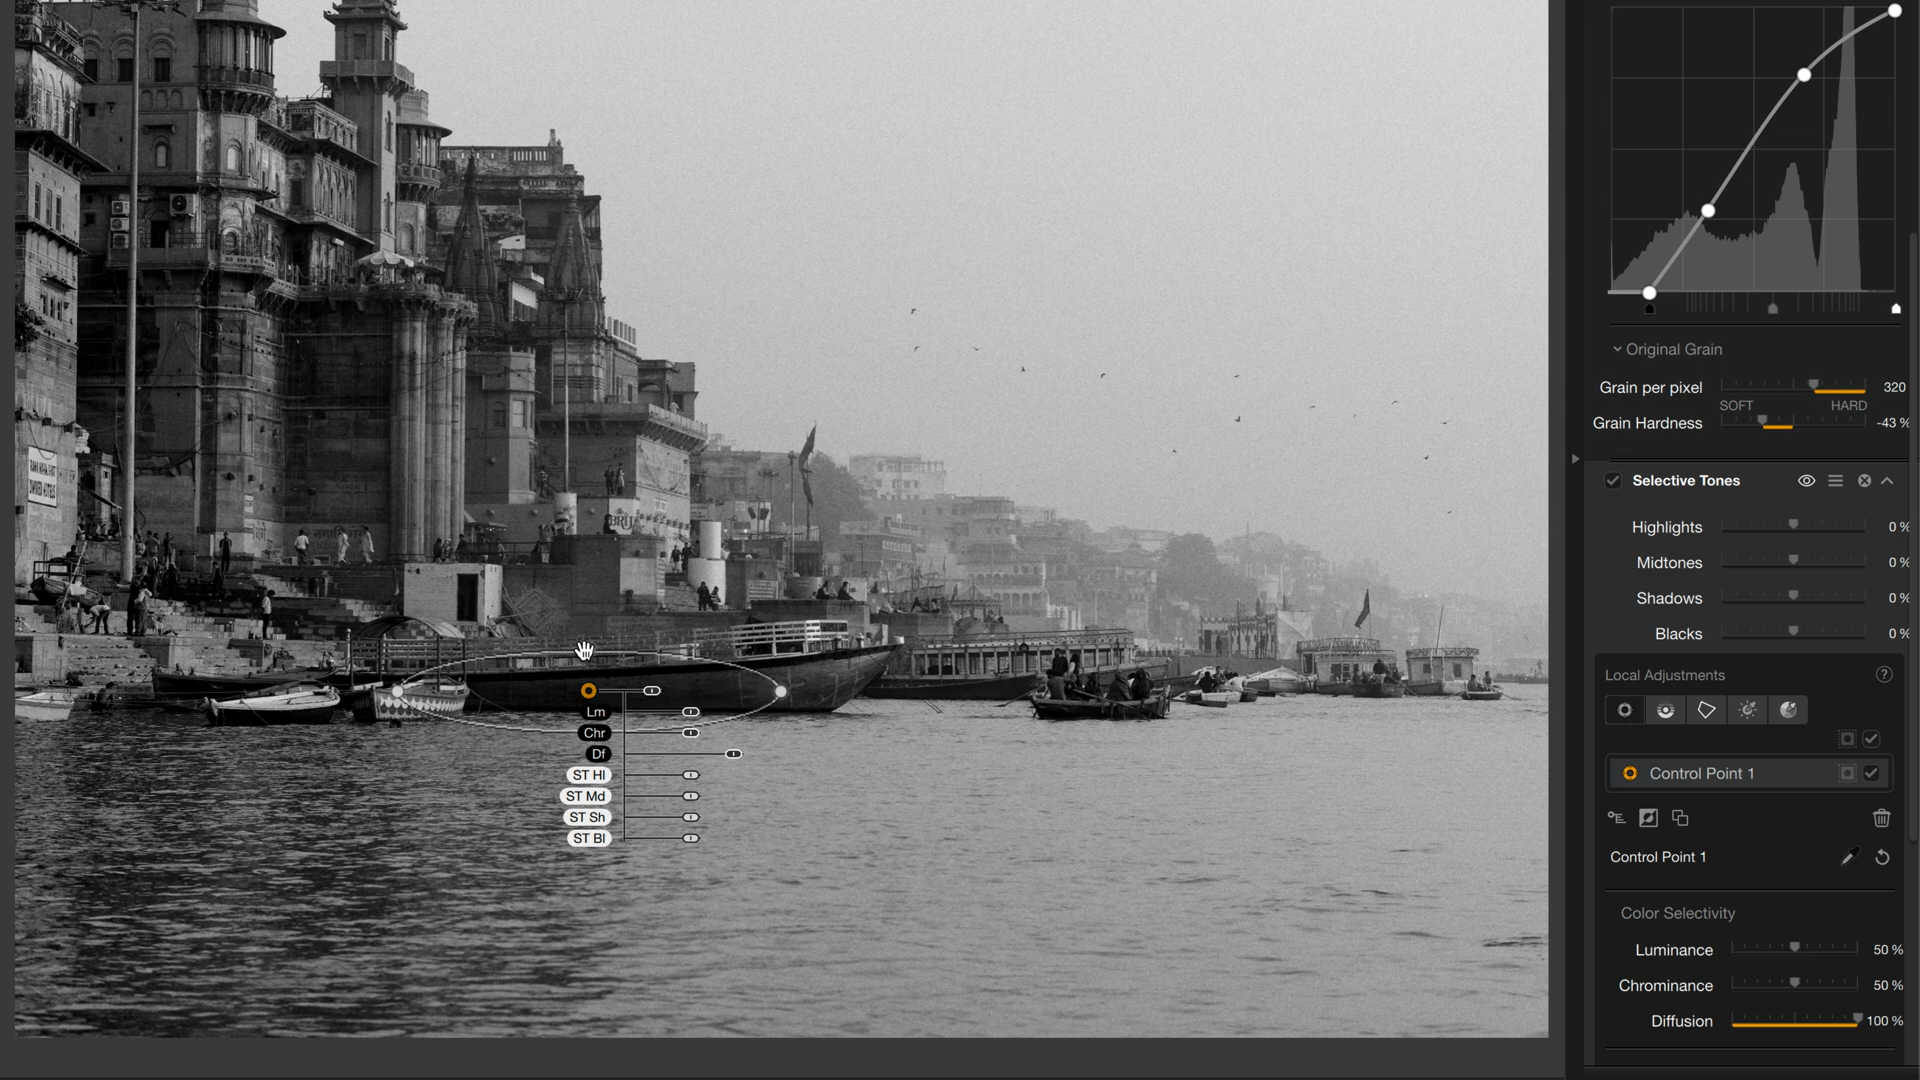 Original Grain
Grain per pixel 320
SOFT HARD
Grain Hardness -43 %
Selective Tones
Highlights 0 %
Midtones 0 %
Shadows 0 %
Blacks 0 %
Local Adjustments ?
Lm
Chr
Df
ST Hl
ST Md
ST Sh
ST Bl
Control Point 1
Control Point 1
Color Selectivity
Luminance 50 %
Chrominance 50 %
Diffusion 100 %